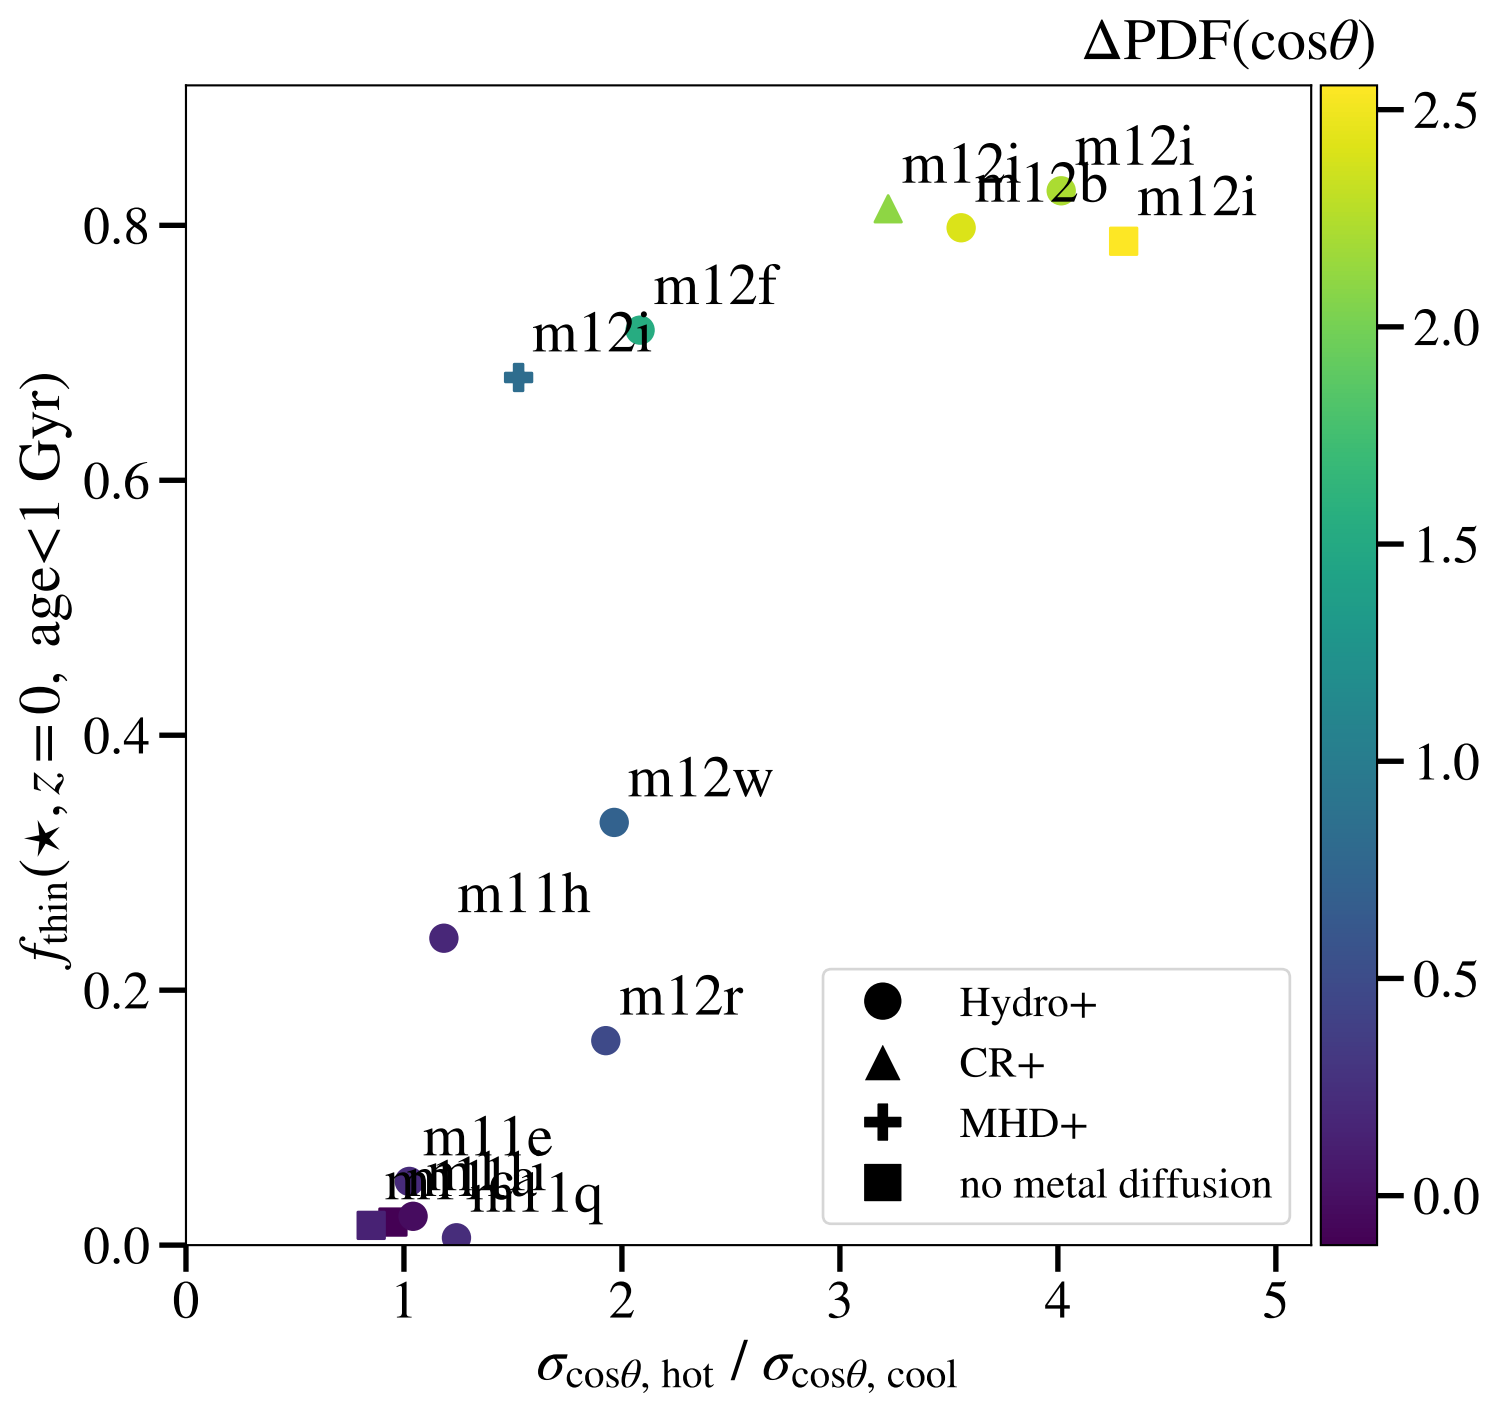 ΔPDF(cosθ)
m12i
m12i
m12b
m12i
m12f
m12i
m12w
m11h
m12r
m11e
m11i
m11q
0.8
0.6
0.4
0.2
0.0
f_thin(★, z=0, age<1 Gyr)
0
1
2
3
4
5
σ_cosθ, hot / σ_cosθ, cool
Hydro+
CR+
MHD+
no metal diffusion
2.5
2.0
1.5
1.0
0.5
0.0